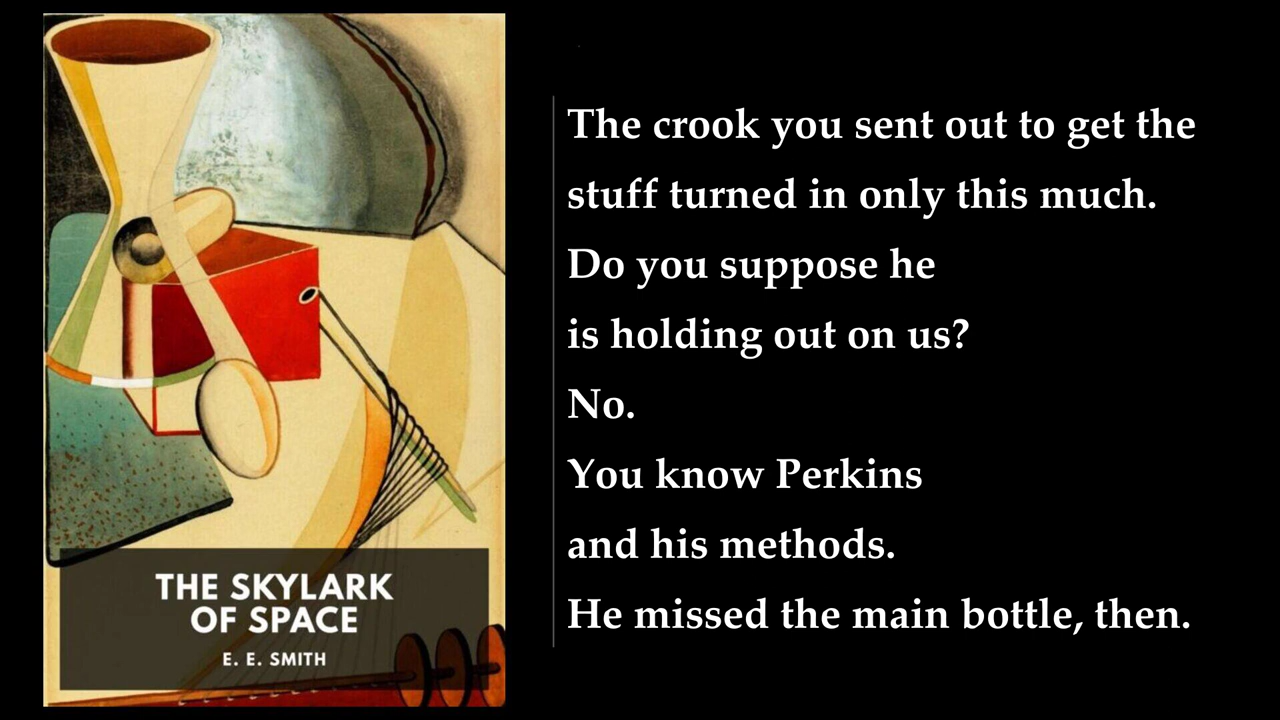 THE SKYLARK
OF SPACE
E. E. SMITH
The crook you sent out to get the
stuff turned in only this much.
Do you suppose he
is holding out on us?
No.
You know Perkins
and his methods.
He missed the main bottle, then.